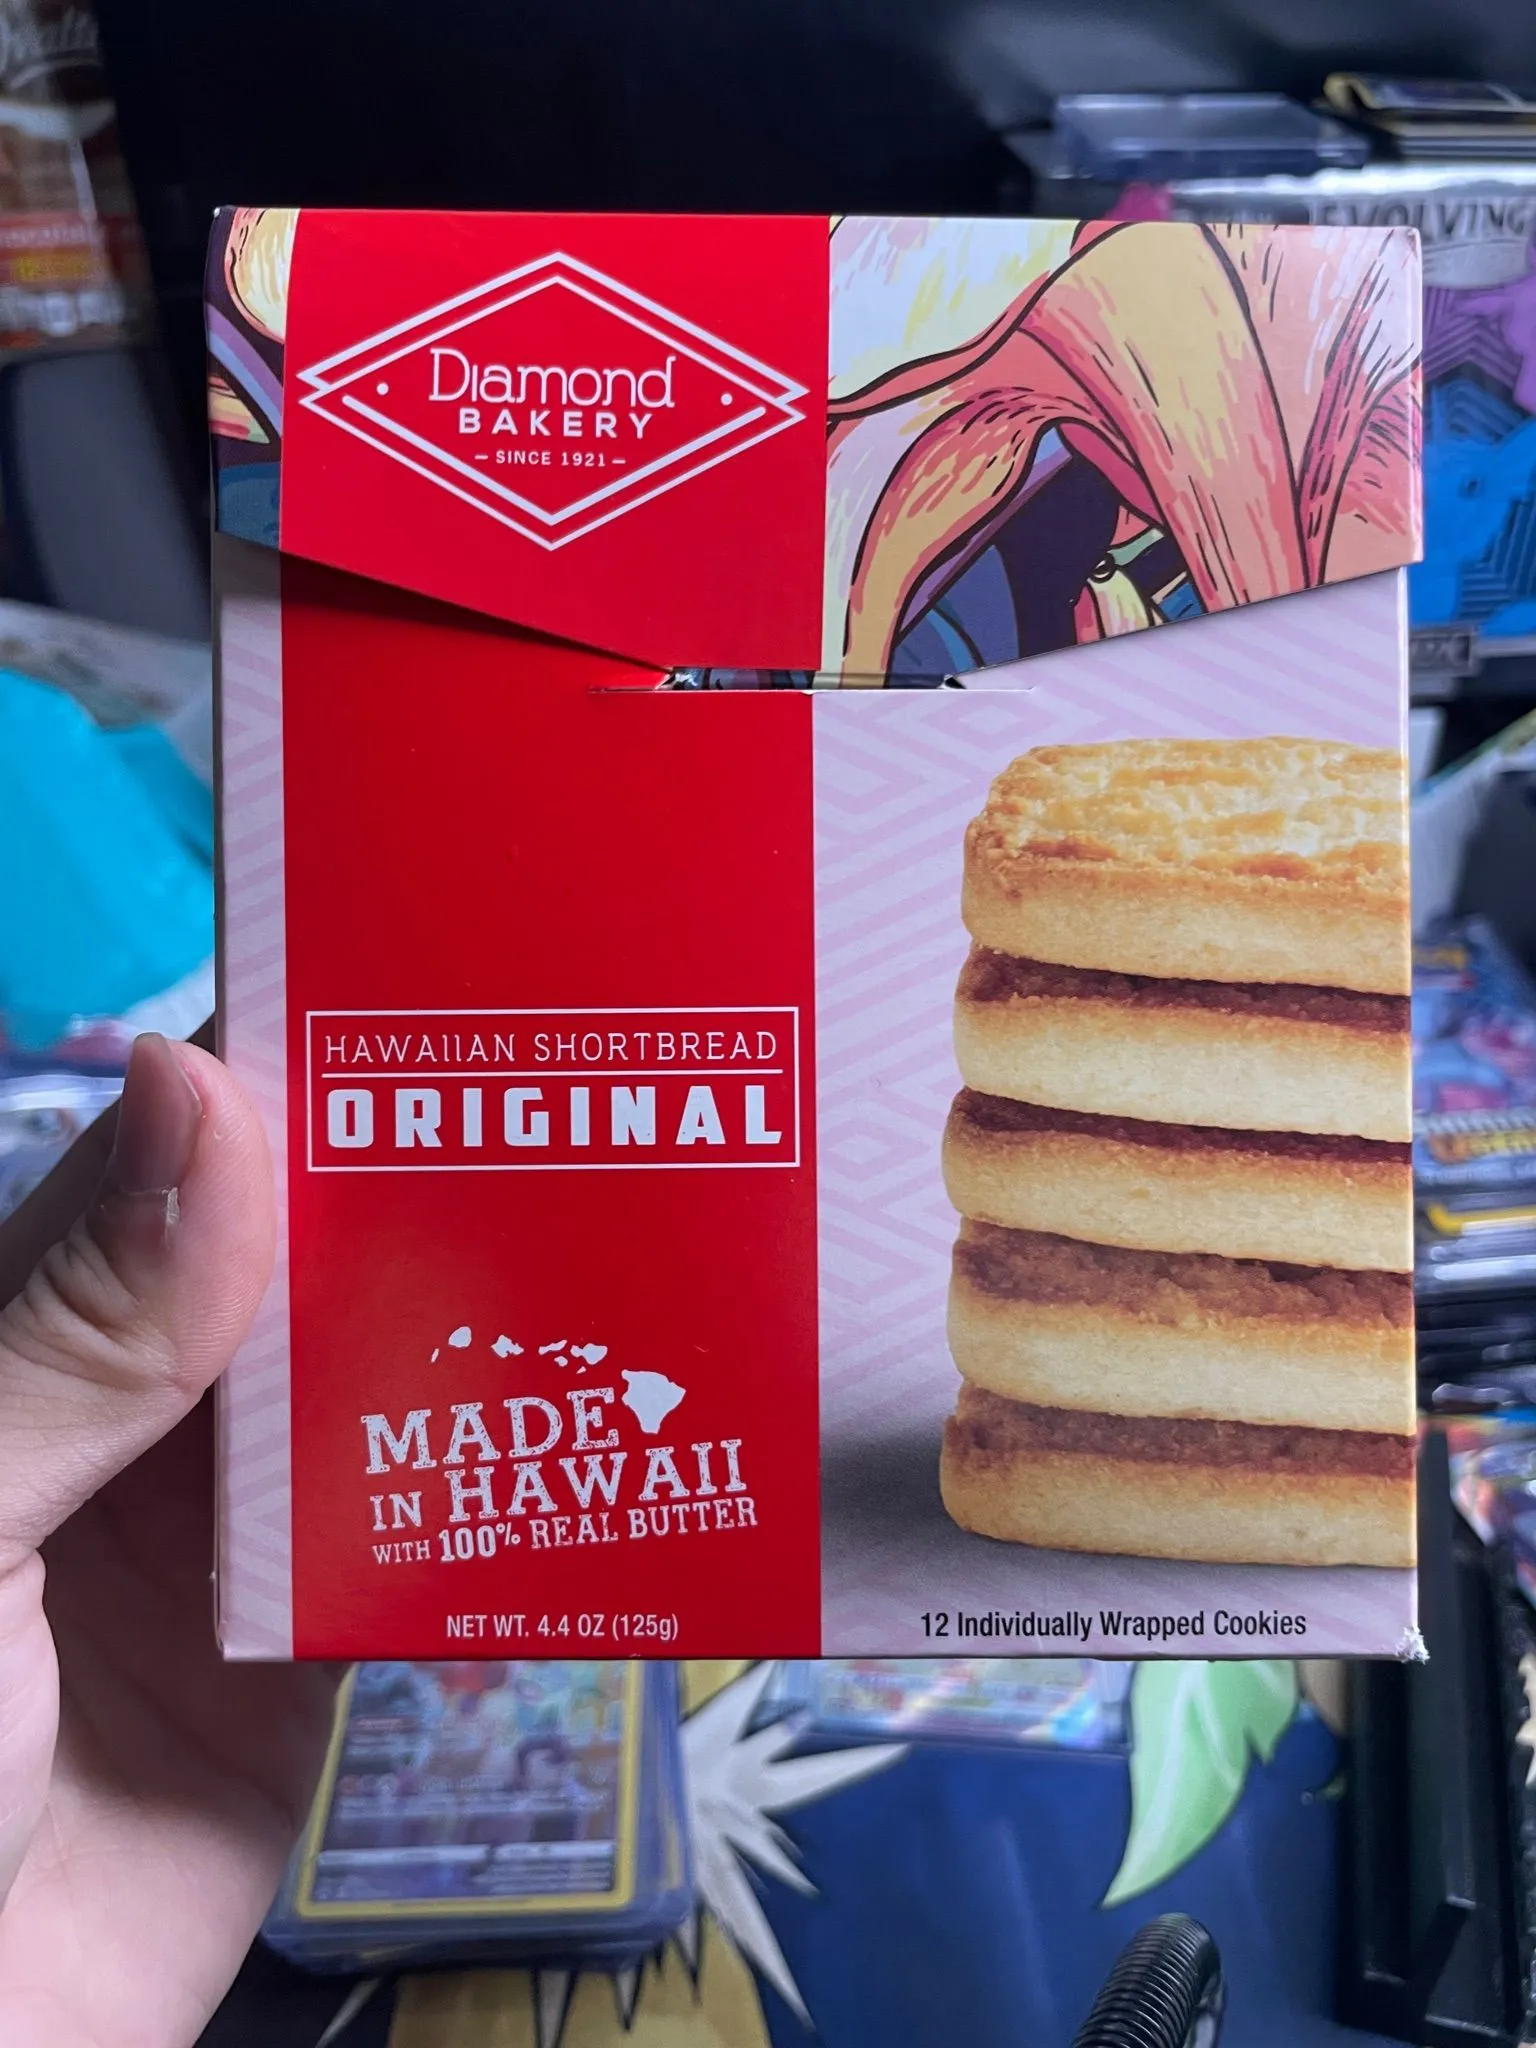 Diamond
BAKERY
– SINCE 1921 –
EVOLVING
HAWAIIAN SHORTBREAD
ORIGINAL
MADE
IN HAWAII
WITH 100% REAL BUTTER
NET WT. 4.4 OZ (125g)
12 Individually Wrapped Cookies